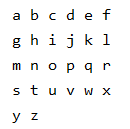 a b c d e f
g h i j k l
m n o p q r
s t u v w x
y z